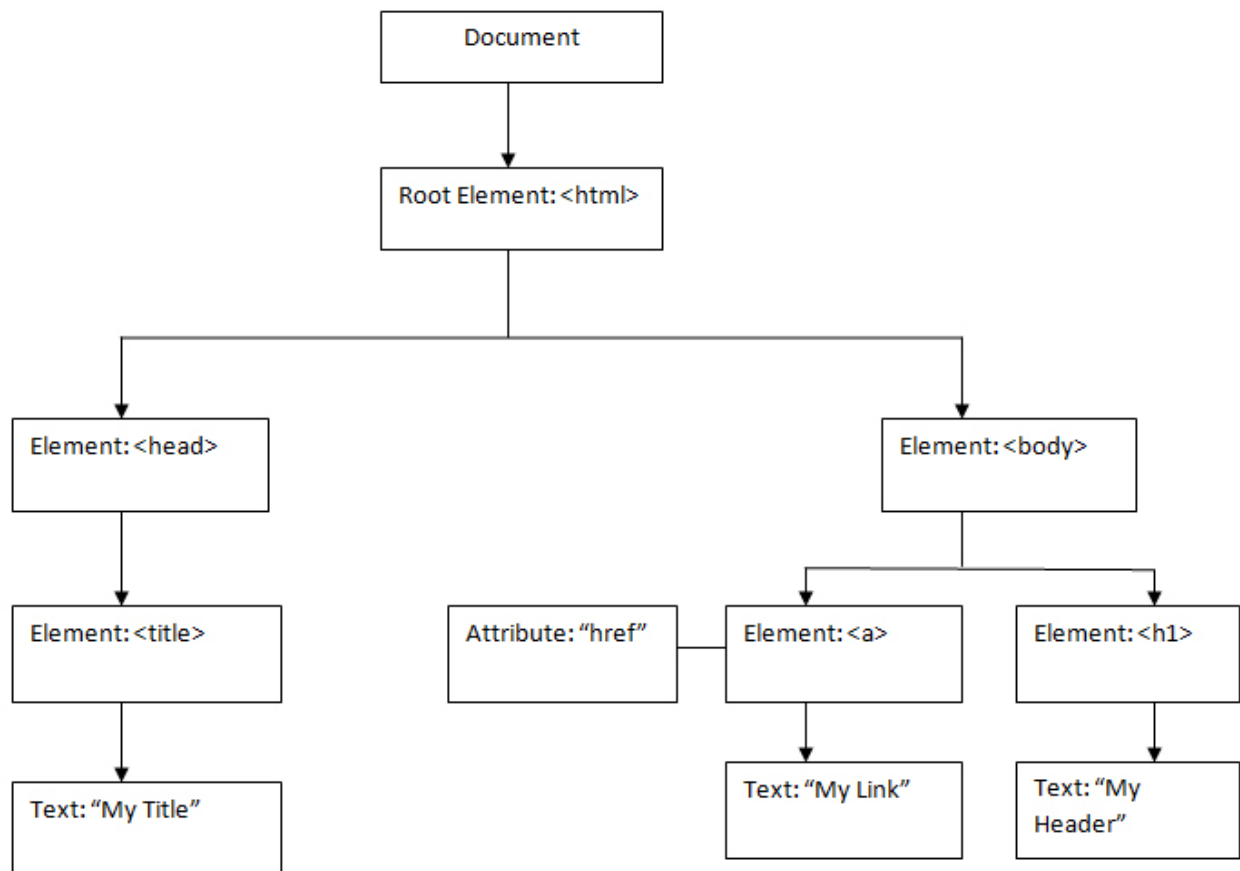 Document
Root Element: <html>
Element: <head>
Element: <body>
Element: <title>
Attribute: “href”
Element: <a>
Element: <h1>
Text: “My Title”
Text: “My Link”
Text: “My
Header”